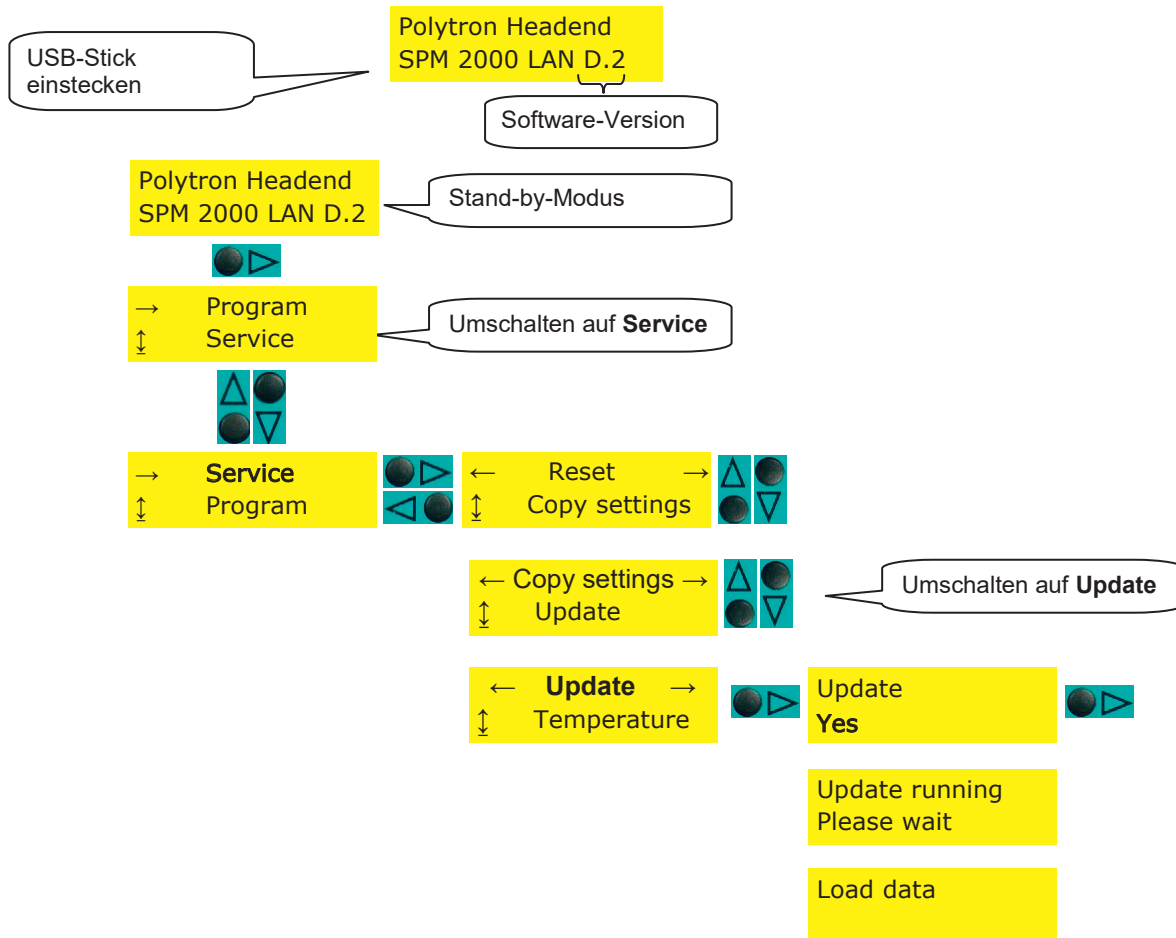 USB-Stick
einstecken
Polytron Headend
SPM 2000 LAN D.2
Software-Version
Polytron Headend
SPM 2000 LAN D.2
Stand-by-Modus
→ Program
↕ Service
Umschalten auf Service
→ Service
↕ Program
← Reset →
↕ Copy settings
← Copy settings →
↕ Update
Umschalten auf Update
← Update →
↕ Temperature
Update
Yes
Update running
Please wait
Load data